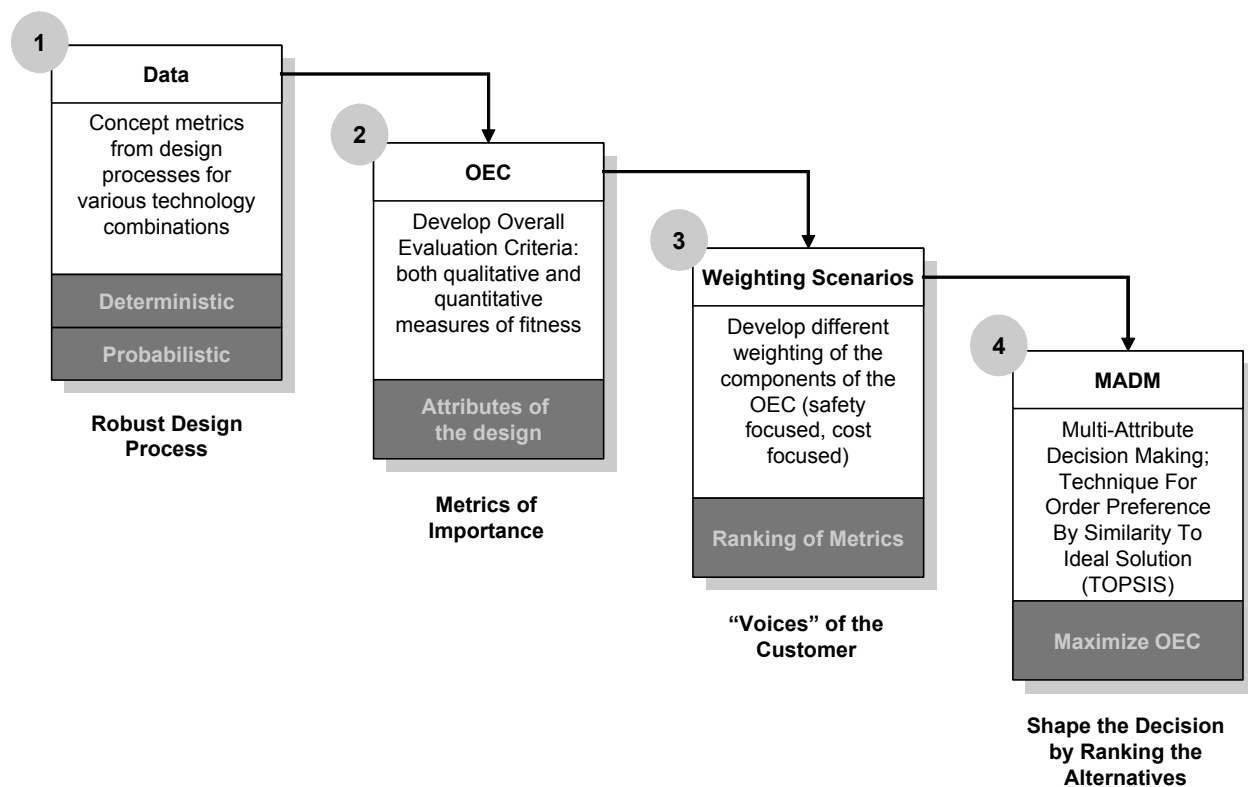 1
Data
Concept metrics
from design
processes for
various technology
combinations
Deterministic
Probabilistic
Robust Design
Process
2
OEC
Develop Overall
Evaluation Criteria:
both qualitative and
quantitative
measures of fitness
Attributes of
the design
Metrics of
Importance
3
Weighting Scenarios
Develop different
weighting of the
components of the
OEC (safety
focused, cost
focused)
Ranking of Metrics
“Voices” of the
Customer
4
MADM
Multi-Attribute
Decision Making;
Technique For
Order Preference
By Similarity To
Ideal Solution
(TOPSIS)
Maximize OEC
Shape the Decision
by Ranking the
Alternatives